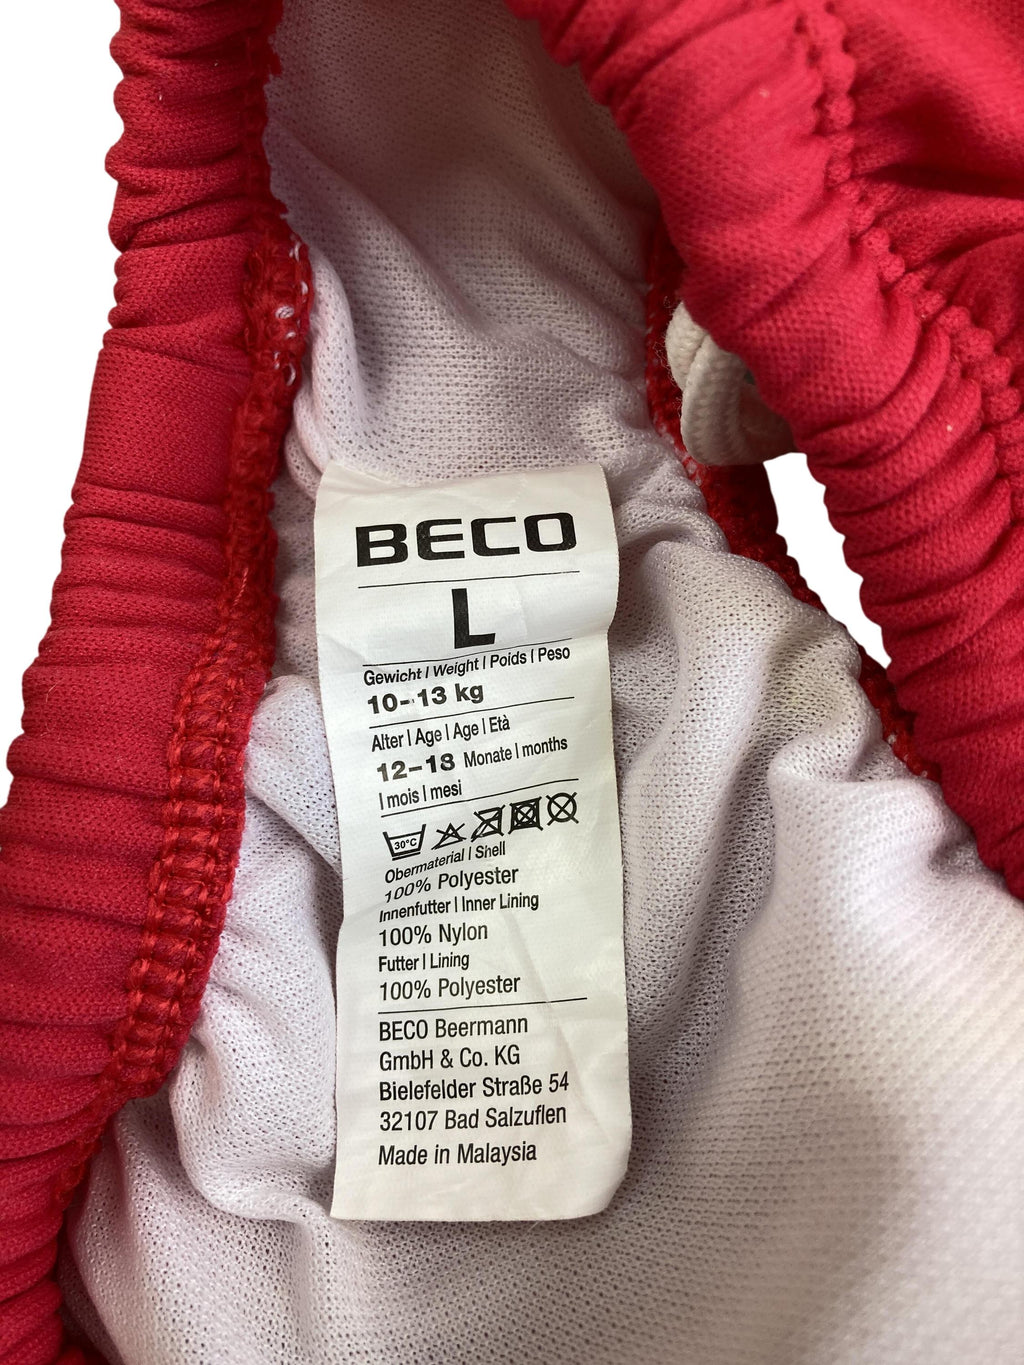 BECO
L
Gewicht | Weight | Poids | Peso
10-13 kg
Alter | Age | Age | Età
12-18 Monate | months
| mois | mesi
30°C
Obermaterial | Shell
100% Polyester
Innenfutter | Inner Lining
100% Nylon
Futter | Lining
100% Polyester
BECO Beermann
GmbH & Co. KG
Bielefelder Straße 54
32107 Bad Salzuflen
Made in Malaysia